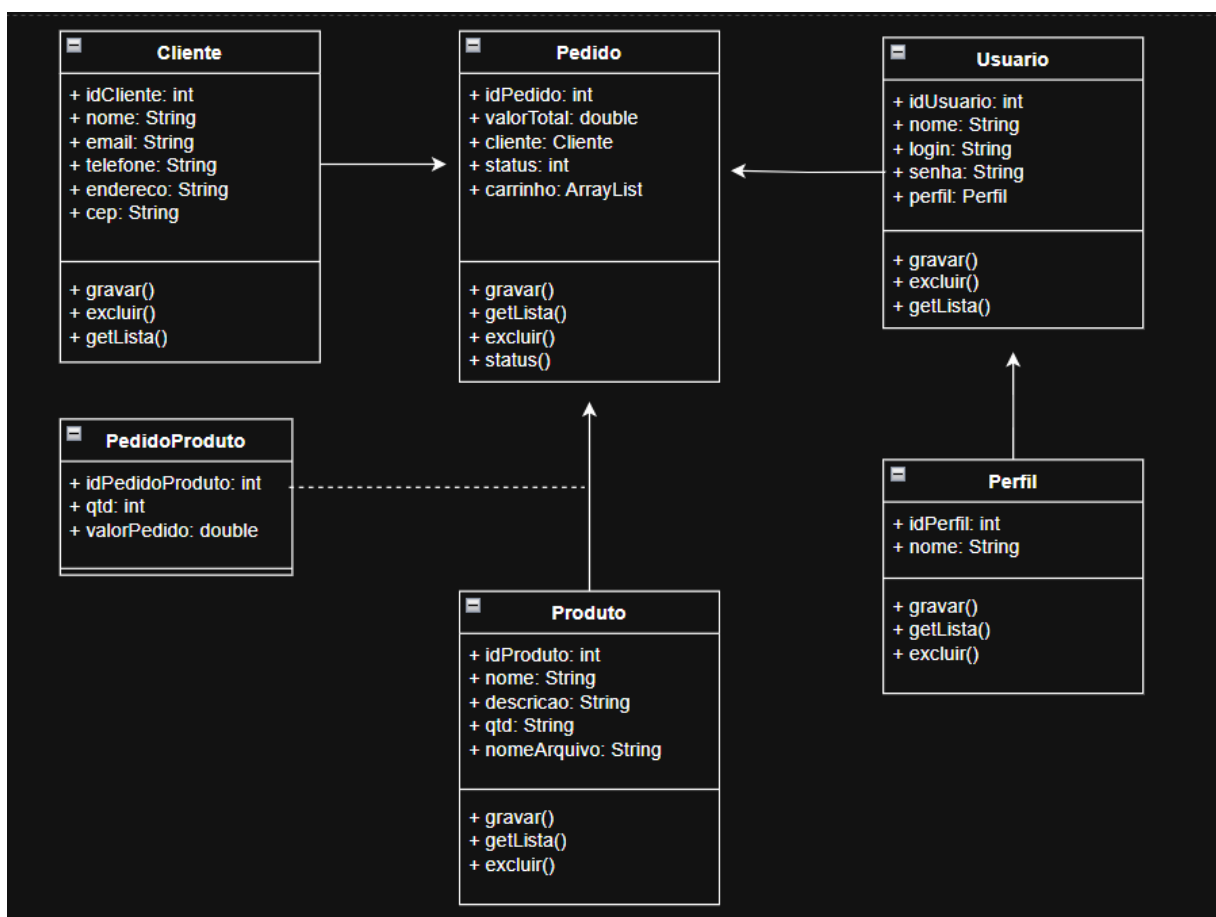 Cliente
+ idCliente: int
+ nome: String
+ email: String
+ telefone: String
+ endereco: String
+ cep: String
+ gravar()
+ excluir()
+ getLista()
Pedido
+ idPedido: int
+ valorTotal: double
+ cliente: Cliente
+ status: int
+ carrinho: ArrayList
+ gravar()
+ getLista()
+ excluir()
+ status()
Usuario
+ idUsuario: int
+ nome: String
+ login: String
+ senha: String
+ perfil: Perfil
+ gravar()
+ excluir()
+ getLista()
PedidoProduto
+ idPedidoProduto: int
+ qtd: int
+ valorPedido: double
Produto
+ idProduto: int
+ nome: String
+ descricao: String
+ qtd: String
+ nomeArquivo: String
+ gravar()
+ getLista()
+ excluir()
Perfil
+ idPerfil: int
+ nome: String
+ gravar()
+ getLista()
+ excluir()